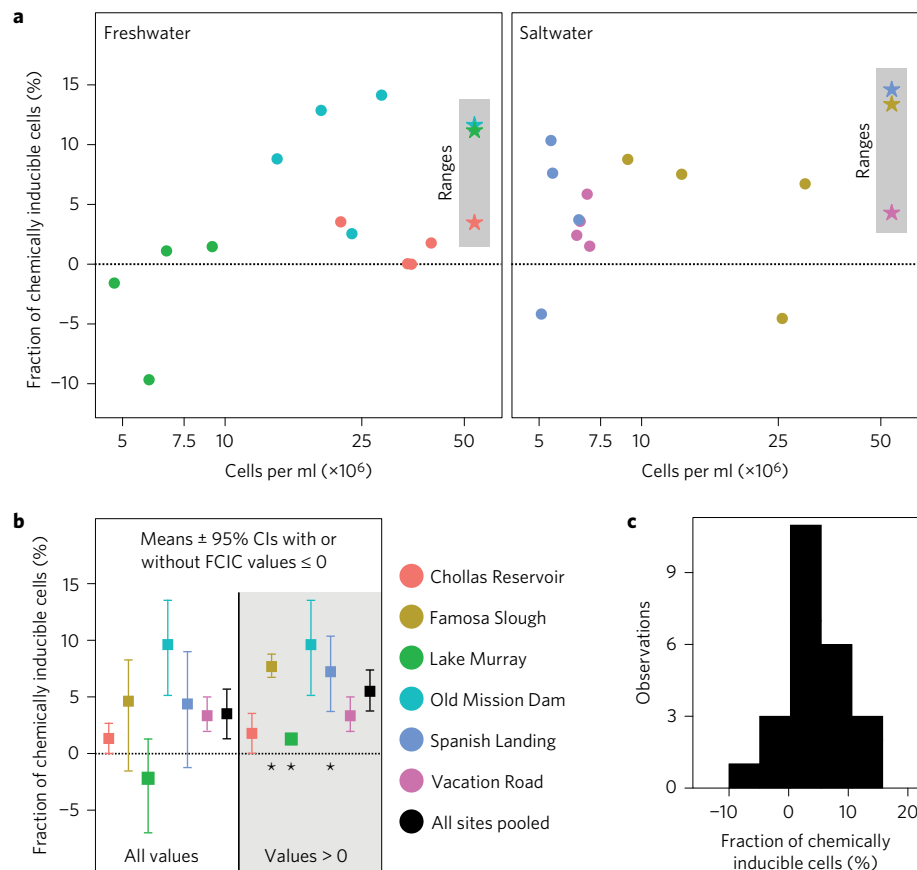 a
Freshwater
Saltwater
Fraction of chemically inducible cells (%)
15
10
5
0
−5
−10
Ranges
Ranges
5 7.5 10 25 50
5 7.5 10 25 50
Cells per ml (×10⁶)
Cells per ml (×10⁶)
b
Means ± 95% CIs with or
without FCIC values ≤ 0
Fraction of chemically inducible cells (%)
15
10
5
0
−5
* * *
All values
Values > 0
Chollas Reservoir
Famosa Slough
Lake Murray
Old Mission Dam
Spanish Landing
Vacation Road
All sites pooled
c
Observations
9
6
3
0
−10 0 10 20
Fraction of chemically
inducible cells (%)